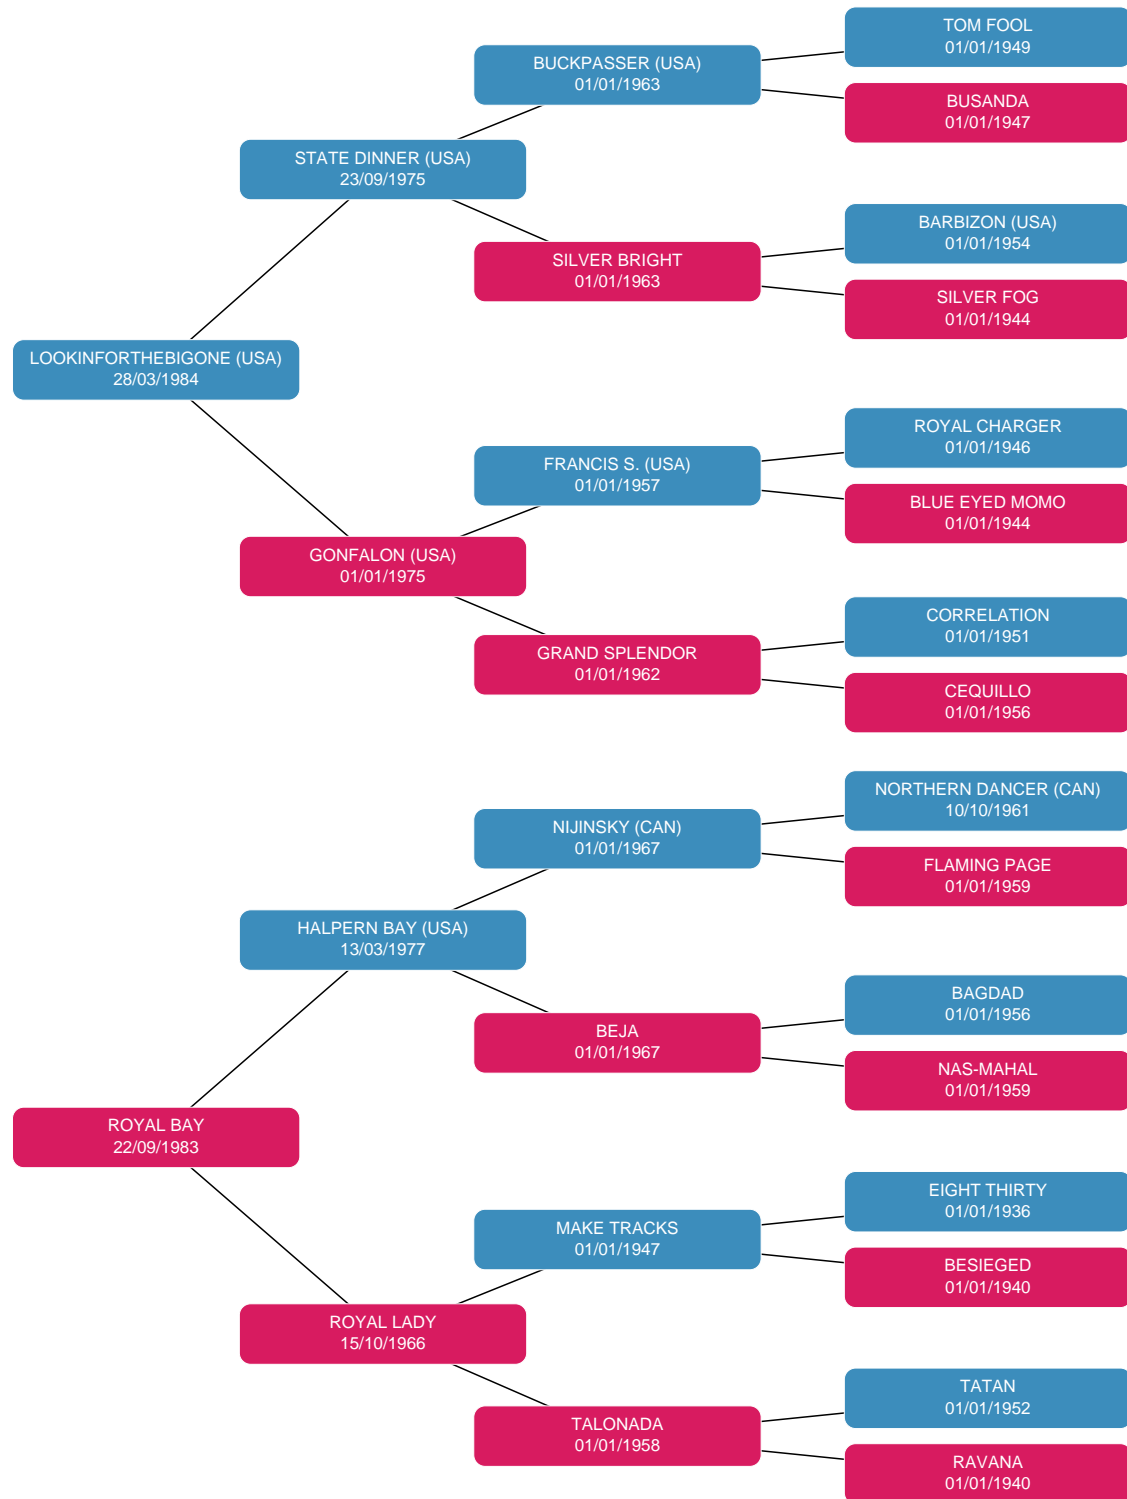 TOM FOOL
01/01/1949
BUCKPASSER (USA)
01/01/1963
BUSANDA
01/01/1947
STATE DINNER (USA)
23/09/1975
BARBIZON (USA)
01/01/1954
SILVER BRIGHT
01/01/1963
SILVER FOG
01/01/1944
LOOKINFORTHEBIGONE (USA)
28/03/1984
ROYAL CHARGER
01/01/1946
FRANCIS S. (USA)
01/01/1957
BLUE EYED MOMO
01/01/1944
GONFALON (USA)
01/01/1975
CORRELATION
01/01/1951
GRAND SPLENDOR
01/01/1962
CEQUILLO
01/01/1956
NORTHERN DANCER (CAN)
10/10/1961
NIJINSKY (CAN)
01/01/1967
FLAMING PAGE
01/01/1959
HALPERN BAY (USA)
13/03/1977
BAGDAD
01/01/1956
BEJA
01/01/1967
NAS-MAHAL
01/01/1959
ROYAL BAY
22/09/1983
EIGHT THIRTY
01/01/1936
MAKE TRACKS
01/01/1947
BESIEGED
01/01/1940
ROYAL LADY
15/10/1966
TATAN
01/01/1952
TALONADA
01/01/1958
RAVANA
01/01/1940